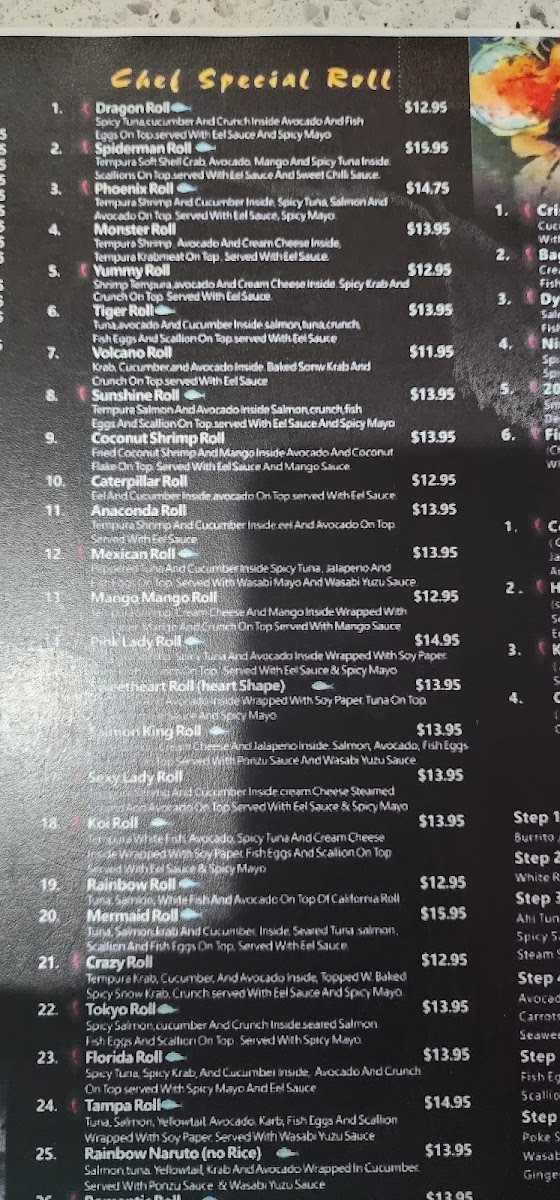 Chef Special Roll
1. Dragon Roll $12.95
Spicy Tuna,cucumber And Crunch Inside Avocado And Fish
Eggs On Top,served With Eel Sauce And Spicy Mayo
2. Spiderman Roll $15.95
Tempura Soft Shell Crab, Avocado, Mango And Spicy Tuna Inside.
Scallions On Top,served With Eel Sauce And Sweet Chili Sauce.
3. Phoenix Roll $14,75
Tempura Shrimp And Cucumber Inside, Spicy Tuna, Salmon And
Avocado On Top. Served With Eel Sauce, Spicy Mayo.
4. Monster Roll $13.95
Tempura Shrimp, Avocado And Cream Cheese Inside,
Tempura Krabmeat On Top. Served With Eel Sauce.
5. Yummy Roll $12.95
Shrimp Tempura,avocado And Cream Cheese Inside. Spicy Krab And
Crunch On Top. Served With Eel Sauce.
6. Tiger Roll $13.95
Tuna,avocado And Cucumber Inside salmon,tuna,crunch,
Fish Eggs And Scallion On Top,served With Eel Sauce
7. Volcano Roll $11.95
Krab, Cucumber,and Avocado Inside. Baked Krab And
Crunch On Top,served With Eel Sauce
8. Sunshine Roll $13.95
Tempura Salmon And Avocado Inside Salmon,crunch,fish
Eggs And Scallion On Top,served With Eel Sauce And Spicy Mayo
9. Coconut Shrimp Roll $13.95
Fried Coconut Shrimp And Mango Inside Avocado And Coconut
Flake On Top. Served With Eel Sauce And Mango Sauce.
10. Caterpillar Roll $12.95
Eel And Cucumber Inside,avocado On Top,served With Eel Sauce.
11. Anaconda Roll $13.95
Tempura Shrimp And Cucumber Inside,eel And Avocado On Top.
Served With Eel Sauce
12. Mexican Roll $13.95
Tuna And Cucumber Inside Spicy Tuna, Jalapeno And
Fish Eggs On Top. Served With Wasabi Mayo And Wasabi Yuzu Sauce
13. Mango Mango Roll $12.95
Cream Cheese And Mango Inside Wrapped With
Mango And Crunch On Top Served With Mango Sauce
Pink Lady Roll $14.95
Tuna And Avocado Inside Wrapped With Soy Paper.
On Top. Served With Eel Sauce & Spicy Mayo
Sweetheart Roll (heart Shape) $13.95
Avocado Inside Wrapped With Soy Paper. Tuna On Top.
Sauce And Spicy Mayo
Salmon King Roll $13.95
Cream Cheese And Jalapeno Inside. Salmon, Avocado, Fish Eggs
Top Served With Ponzu Sauce And Wasabi Yuzu Sauce
17. Sexy Lady Roll $13.95
And Cucumber Inside cream Cheese Steamed
Avocado On Top Served With Eel Sauce & Spicy Mayo
18. Koi Roll $13.95
Tempura White Fish, Avocado, Spicy Tuna And Cream Cheese
Inside Wrapped With Soy Paper. Fish Eggs And Scallion On Top
Served With Eel Sauce & Spicy Mayo
19. Rainbow Roll $12.95
Tuna, Salmon, White Fish And Avocado On Top Of California Roll
20. Mermaid Roll $15.95
Tuna, Salmon,krab And Cucumber, Inside, Seared Tuna salmon,
Scallion And Fish Eggs On Top, Served With Eel Sauce.
21. Crazy Roll $12.95
Tempura Krab, Cucumber, And Avocado Inside, Topped W. Baked
Spicy Snow Krab, Crunch served With Eel Sauce And Spicy Mayo.
22. Tokyo Roll $13.95
Spicy Salmon,cucumber And Crunch Inside,seared Salmon.
Fish Eggs And Scallion On Top. Served With Spicy Mayo.
23. Florida Roll $13.95
Spicy Tuna, Spicy Krab, And Cucumber Inside, Avocado And Crunch
On Top served With Spicy Mayo And Eel Sauce
24. Tampa Roll $14.95
Tuna, Salmon, Yellowtail, Avocado, Karb, Fish Eggs And Scallion
Wrapped With Soy Paper. Served With Wasabi Yuzu Sauce
25. Rainbow Naruto (no Rice) $13.95
Salmon,tuna, Yellowtail, Krab And Avocado Wrapped In Cucumber.
Served With Ponzu Sauce & Wasabi Yuzu Sauce
26. Romantic Roll $13.95
1.
2.
3.
4.
5.
6.
1.
2.
3.
4.
Step 1
Burrito
Step 2
White R
Step 3
Ahi Tun
Spicy S
Steam S
Step 4
Avocad
Carrots
Seawee
Step
Fish Eg
Scallio
Step
Poke S
Wasab
Ginger